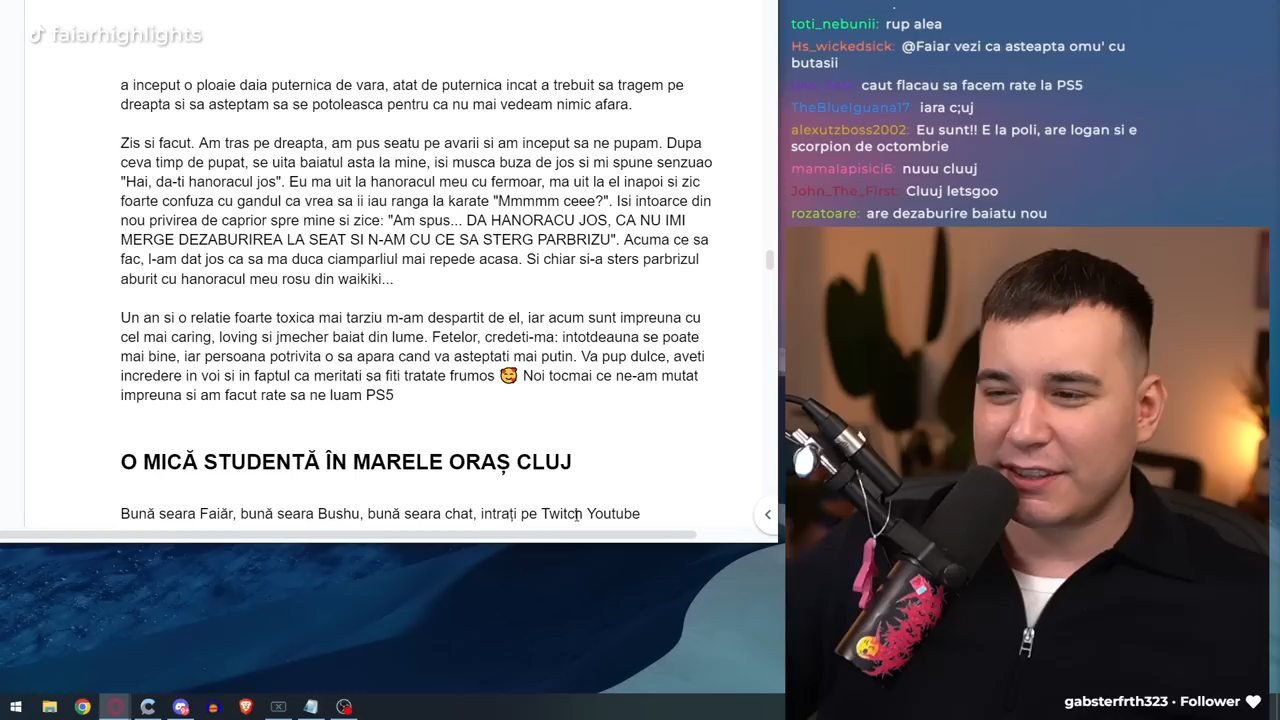 faiarhighlights
a inceput o ploaie daia puternica de vara, atat de puternica incat a trebuit sa tragem pe
dreapta si sa asteptam sa se potoleasca pentru ca nu mai vedeam nimic afara.
Zis si facut. Am tras pe dreapta, am pus seatu pe avarii si am inceput sa ne pupam. Dupa
ceva timp de pupat, se uita baiatul asta la mine, isi musca buza de jos si mi spune senzuao
"Hai, da-ti hanoracul jos". Eu ma uit la hanoracul meu cu fermoar, ma uit la el inapoi si zic
foarte confuza cu gandul ca vrea sa ii iau ranga la karate "Mmmmm ceee?". Isi intoarce din
nou privirea de caprior spre mine si zice: "Am spus... DA HANORACU JOS, CA NU IMI
MERGE DEZABURIREA LA SEAT SI N-AM CU CE SA STERG PARBRIZU". Acuma ce sa
fac, l-am dat jos ca sa ma duca ciamparliul mai repede acasa. Si chiar si-a sters parbrizul
aburit cu hanoracul meu rosu din waikiki...
Un an si o relatie foarte toxica mai tarziu m-am despartit de el, iar acum sunt impreuna cu
cel mai caring, loving si jmecher baiat din lume. Fetelor, credeti-ma: intotdeauna se poate
mai bine, iar persoana potrivita o sa apara cand va asteptati mai putin. Va pup dulce, aveti
incredere in voi si in faptul ca meritati sa fiti tratate frumos 🥰 Noi tocmai ce ne-am mutat
impreuna si am facut rate sa ne luam PS5
O MICĂ STUDENTĂ ÎN MARELE ORAȘ CLUJ
Bună seara Faiăr, bună seara Bushu, bună seara chat, intrați pe Twitch Youtube
toti_nebunii: rup alea
Hs_wickedsick: @Faiar vezi ca asteapta omu' cu
butasii
caut flacau sa facem rate la PS5
TheBlueIguana17: iara c;uj
alexutzboss2002: Eu sunt!! E la poli, are logan si e
scorpion de octombrie
mamalapisici6: nuuu cluuj
John_The_First: Cluuj letsgoo
rozatoare: are dezaburire baiatu nou
gabsterfrth323 · Follower